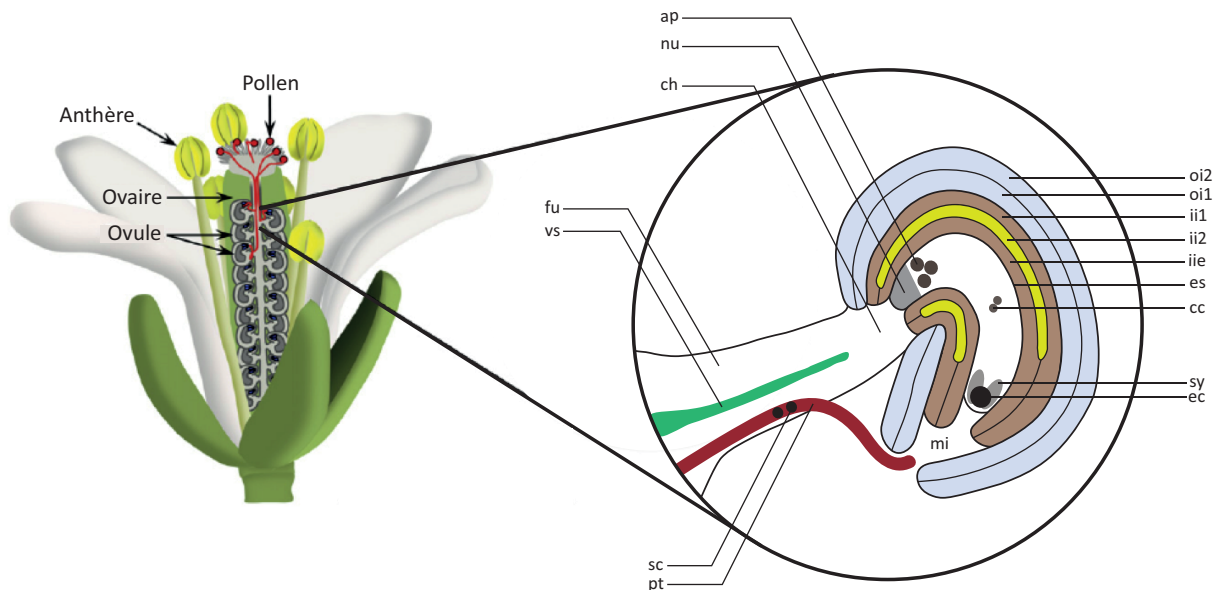 Pollen
Anthère
Ovaire
Ovule
ap
nu
ch
fu
vs
oi2
oi1
ii1
ii2
iie
es
cc
sy
ec
mi
sc
pt